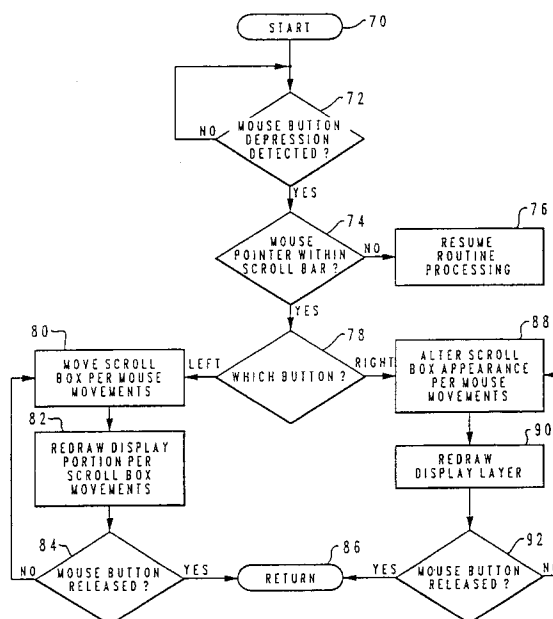 START
70
72
MOUSE BUTTON
DEPRESSION
DETECTED ?
NO
YES
74
MOUSE
POINTER WITHIN
SCROLL BAR ?
NO
76
RESUME
ROUTINE
PROCESSING
YES
78
WHICH BUTTON ?
LEFT
RIGHT
80
MOVE SCROLL
BOX PER MOUSE
MOVEMENTS
82
REDRAW DISPLAY
PORTION PER
SCROLL BOX
MOVEMENTS
84
MOUSE BUTTON
RELEASED ?
NO
YES
86
RETURN
88
ALTER SCROLL
BOX APPEARANCE
PER MOUSE
MOVEMENTS
90
REDRAW
DISPLAY LAYER
92
MOUSE BUTTON
RELEASED ?
YES
NO